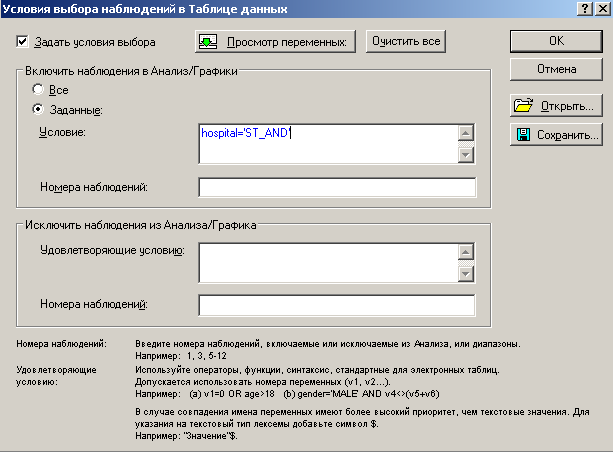 Условия выбора наблюдений в Таблице данных
Задать условия выбора
Просмотр переменных:
Очистить все
OK
Отмена
Включить наблюдения в Анализ/Графики
Все
Заданные:
Открыть...
Условие:
hospital='ST_AND'
Сохранить...
Номера наблюдений:
Исключить наблюдения из Анализа/Графика
Удовлетворяющие условию:
Номера наблюдений:
Номера наблюдений:
Введите номера наблюдений, включаемые или исключаемые из Анализа, или диапазоны.
Например: 1, 3, 5-12
Удовлетворяющие
условию:
Используйте операторы, функции, синтаксис, стандартные для электронных таблиц.
Допускается использовать номера переменных (v1, v2...).
Например: (a) v1=0 OR age>18 (b) gender='MALE' AND v4<>(v5+v6)
В случае совпадения имена переменных имеют более высокий приоритет, чем текстовые значения. Для
указания на текстовый тип лексемы добавьте символ $.
Например: "Значение"$.